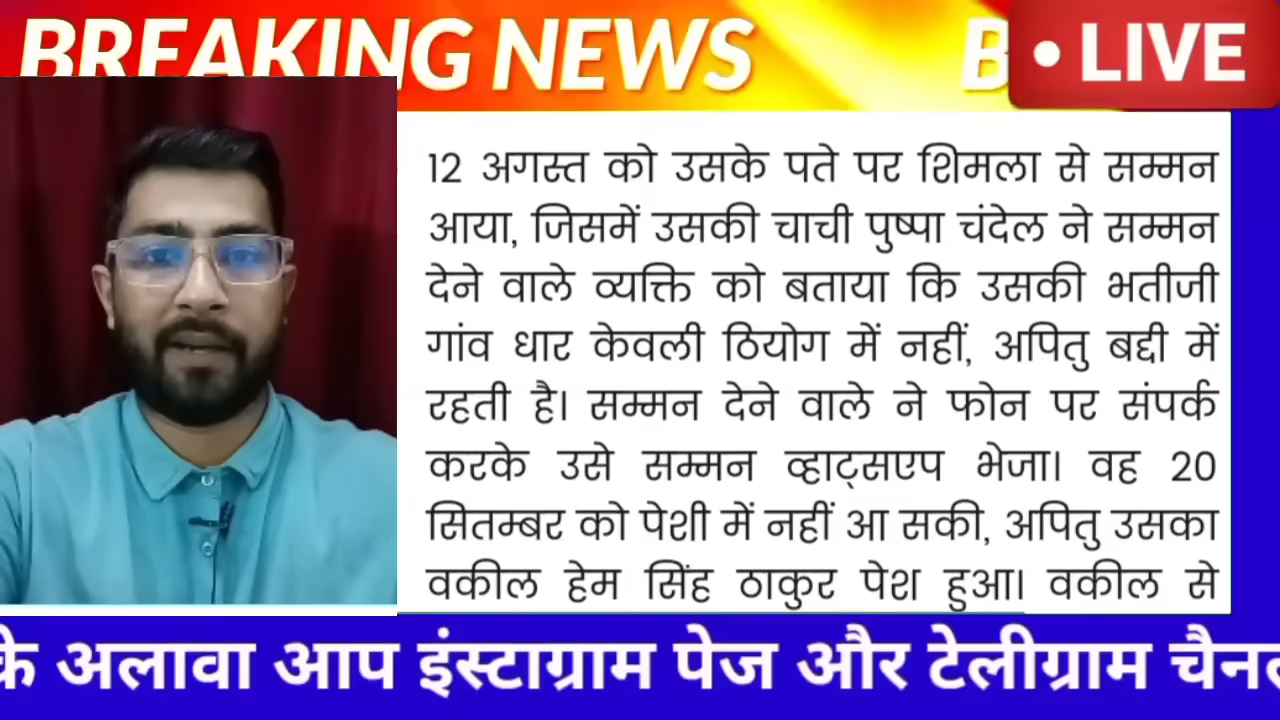 BREAKING NEWS
LIVE
12 अगस्त को उसके पते पर शिमला से सम्मन
आया, जिसमें उसकी चाची पुष्पा चंदेल ने सम्मन
देने वाले व्यक्ति को बताया कि उसकी भतीजी
गांव धार केवली ठियोग में नहीं, अपितु बद्दी में
रहती है। सम्मन देने वाले ने फोन पर संपर्क
करके उसे सम्मन व्हाट्सएप भेजा। वह 20
सितम्बर को पेशी में नहीं आ सकी, अपितु उसका
वकील हेम सिंह ठाकुर पेश हुआ। वकील से
के अलावा आप इंस्टाग्राम पेज और टेलीग्राम